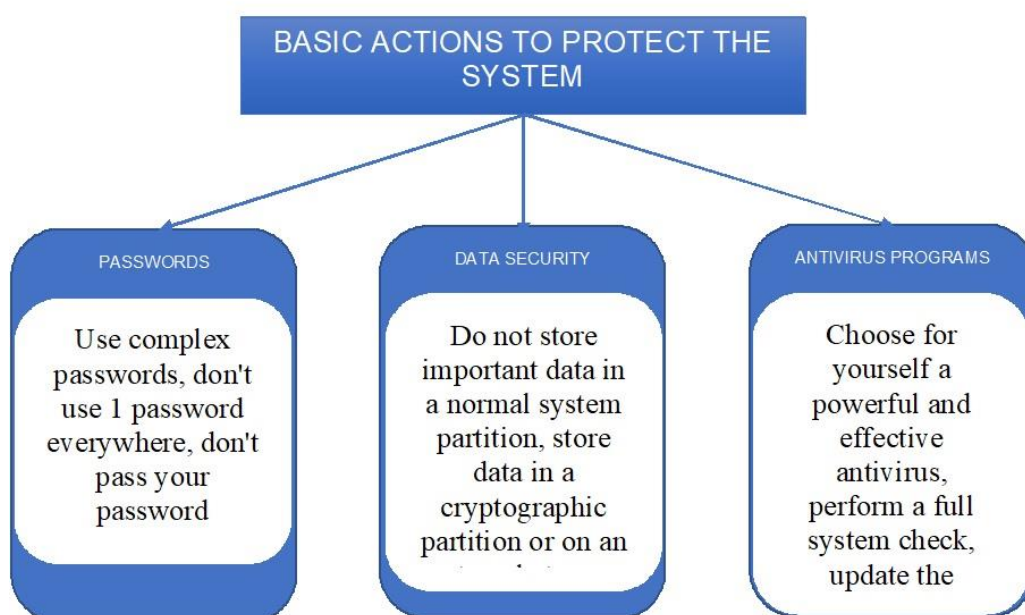 BASIC ACTIONS TO PROTECT THE
SYSTEM
PASSWORDS
Use complex
passwords, don't
use 1 password
everywhere, don't
pass your
password
DATA SECURITY
Do not store
important data in
a normal system
partition, store
data in a
cryptographic
partition or on an
ANTIVIRUS PROGRAMS
Choose for
yourself a
powerful and
effective
antivirus,
perform a full
system check,
update the